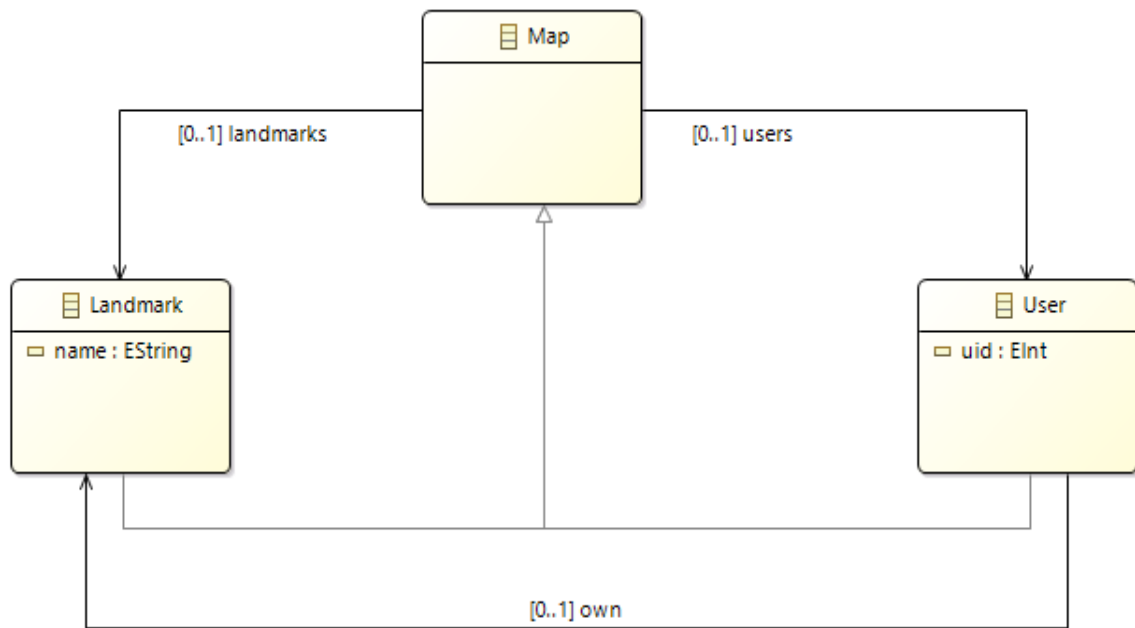 Map
[0..1] landmarks
[0..1] users
Landmark
name : EString
User
uid : EInt
[0..1] own